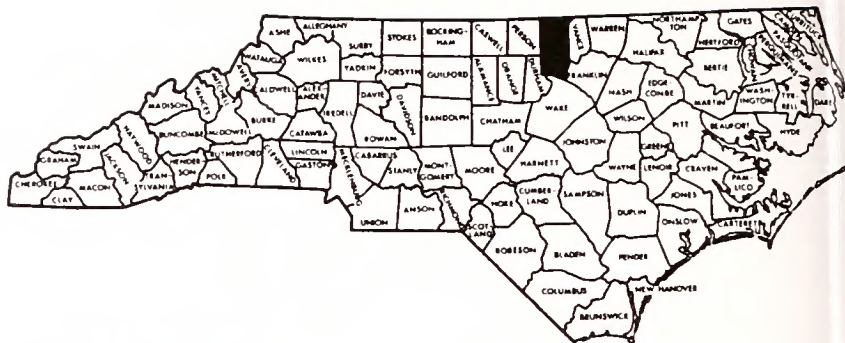 ASHE
ALLEGHANY
SURRY
STOKES
ROCKING-
HAM
CASWELL
PERSON
VANCE
WARREN
NORTHAMP
TON
GATES
HERTFORD
HALIFAX
BERTIE
WATAUGA
WILKES
YADKIN
FORSYTH
GUILFORD
ALAMANCE
ORANGE
DURHAM
FRANKLIN
NASH
EDGE
COMBE
MARTIN
WASH-
INGTON
TYR-
RELL
DARE
MADISON
YANCEY
MITCHELL
AVERY
ALDWELL
ALEX-
ANDER
IREDELL
DAVIE
DAVIDSON
RANDOLPH
CHATHAM
WAKE
WILSON
PITT
BEAUFORT
HYDE
BUNCOMBE
McDOWELL
BURKE
CATAWBA
ROWAN
JOHNSTON
GREEN
SWAIN
HAYWOOD
GRAHAM
JACKSON
HENDER-
SON
RUTHERFORD
CLEVELAND
LINCOLN
GASTON
MECKLENBURG
CABARRUS
STANLY
MONT-
GOMERY
MOORE
LEE
HARNETT
WAYNE
LENOIR
CRAVEN
PAM-
LICO
CHEROKEE
CLAY
MACON
TRAN-
SYLVANIA
POLK
UNION
ANSON
RICHMOND
SCOT-
LAND
HOKE
CUMBER-
LAND
SAMPSON
DUPLIN
JONES
ONSLOW
CARTERET
ROBESON
BLADEN
PENDER
COLUMBUS
NEW HANOVER
BRUNSWICK